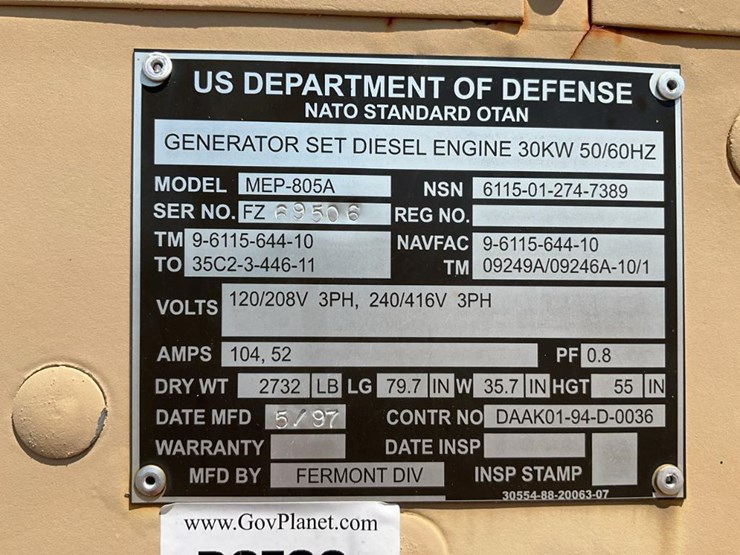 US DEPARTMENT OF DEFENSE
NATO STANDARD OTAN
GENERATOR SET DIESEL ENGINE 30KW 50/60HZ
MODEL MEP-805A NSN 6115-01-274-7389
SER NO. FZ 69506 REG NO.
TM 9-6115-644-10 NAVFAC 9-6115-644-10
TO 35C2-3-446-11 TM 09249A/09246A-10/1
VOLTS 120/208V 3PH, 240/416V 3PH
AMPS 104, 52 PF 0.8
DRY WT 2732 LB LG 79.7 IN W 35.7 IN HGT 55 IN
DATE MFD 5/97 CONTR NO DAAK01-94-D-0036
WARRANTY DATE INSP
MFD BY FERMONT DIV INSP STAMP
30554-88-20063-07
www.GovPlanet.com